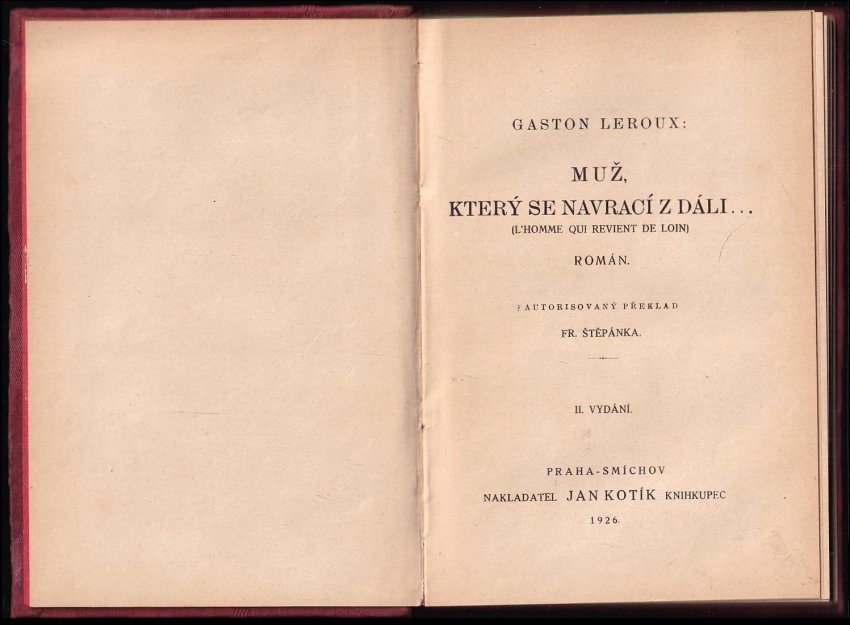 GASTON LEROUX:
MUŽ,
KTERÝ SE NAVRACÍ Z DÁLI...
(L'HOMME QUI REVIENT DE LOIN)
ROMÁN.
AUTORISOVANÝ PŘEKLAD
FR. ŠTĚPÁNKA.
II. VYDÁNÍ.
PRAHA-SMÍCHOV
NAKLADATEL JAN KOTÍK KNIHKUPEC
1926.